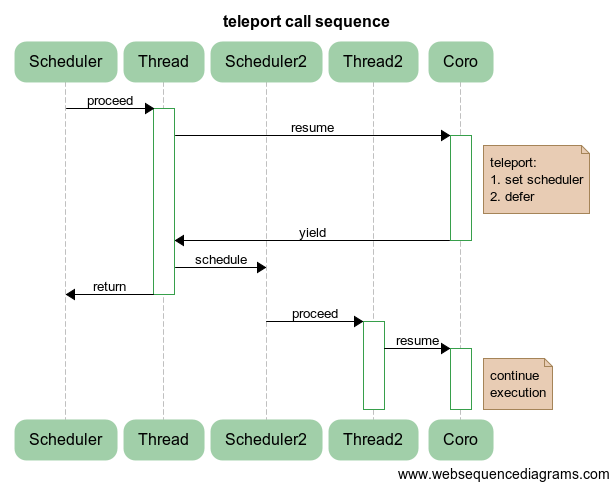 teleport call sequence
Scheduler Thread Scheduler2 Thread2 Coro
proceed
resume
teleport:
1. set scheduler
2. defer
yield
schedule
return
proceed
resume
continue
execution
Scheduler Thread Scheduler2 Thread2 Coro
www.websequencediagrams.com